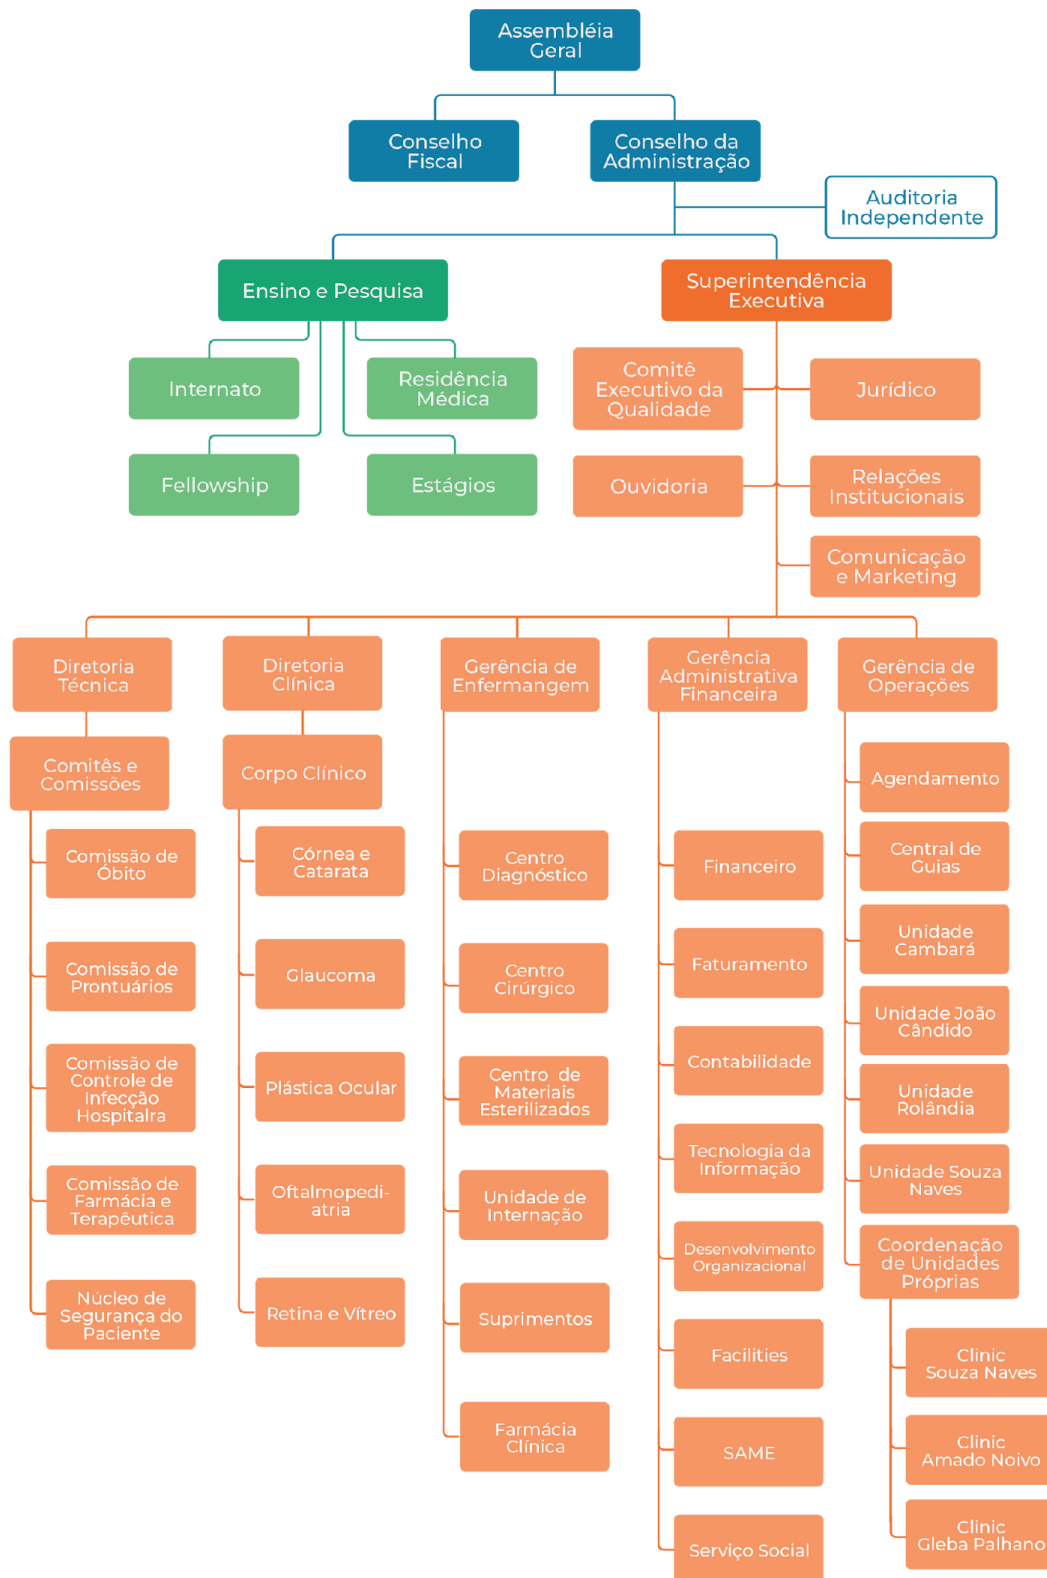 Assembléia
Geral
Conselho
Fiscal
Conselho da
Administração
Auditoria
Independente
Ensino e Pesquisa
Superintendência
Executiva
Internato
Residência
Médica
Fellowship
Estágios
Comitê
Executivo da
Qualidade
Jurídico
Ouvidoria
Relações
Institucionais
Comunicação
e Marketing
Diretoria
Técnica
Diretoria
Clínica
Gerência de
Enfermangem
Gerência
Administrativa
Financeira
Gerência de
Operações
Comitês e
Comissões
Comissão de
Óbito
Comissão de
Prontuários
Comissão de
Controle de
Infecção
Hospitalra
Comissão de
Farmácia e
Terapêutica
Núcleo de
Segurança do
Paciente
Corpo Clínico
Córnea e
Catarata
Glaucoma
Plástica Ocular
Oftalmopedi-
atria
Retina e Vítreo
Centro
Diagnóstico
Centro
Cirúrgico
Centro de
Materiais
Esterilizados
Unidade de
Internação
Suprimentos
Farmácia
Clínica
Financeiro
Faturamento
Contabilidade
Tecnologia da
Informação
Desenvolvimento
Organizacional
Facilities
SAME
Serviço Social
Agendamento
Central de
Guias
Unidade
Cambará
Unidade João
Cândido
Unidade
Rolândia
Unidade Souza
Naves
Coordenação
de Unidades
Próprias
Clinic
Souza Naves
Clinic
Amado Noivo
Clinic
Gleba Palhano